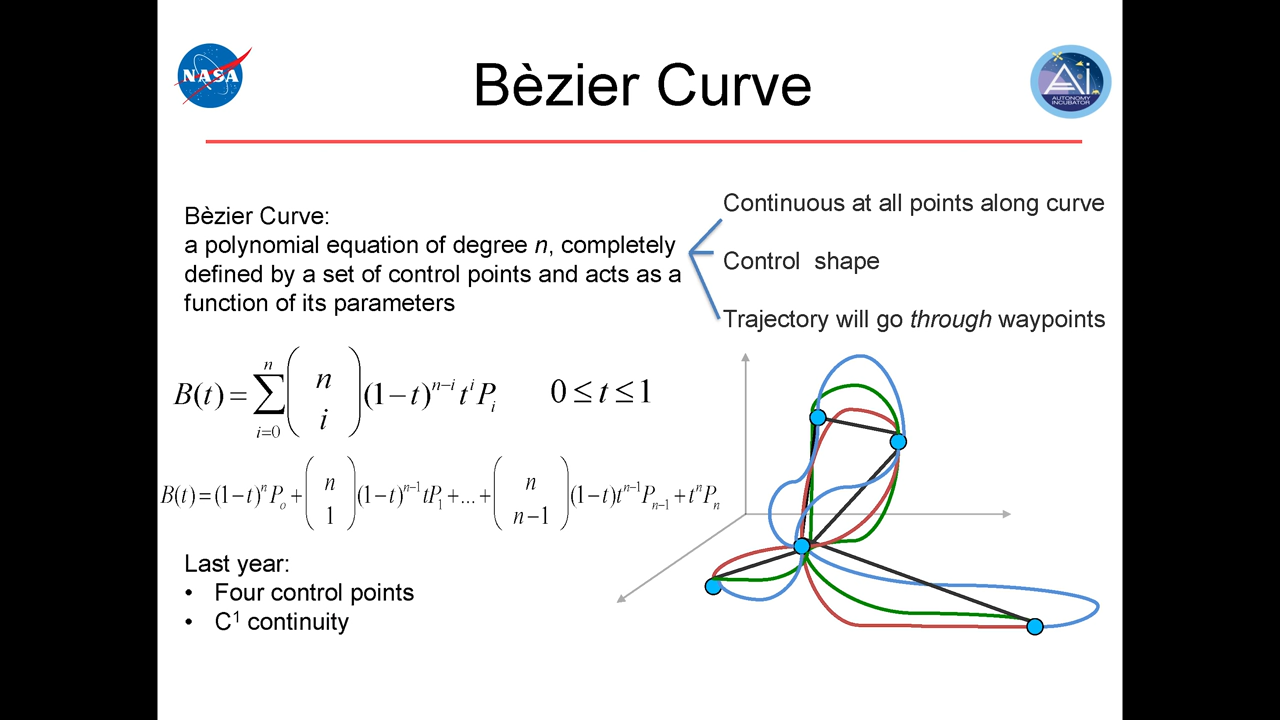 NASA
Bèzier Curve
Ai
AUTONOMY
INCUBATOR
Bèzier Curve:
a polynomial equation of degree n, completely
defined by a set of control points and acts as a
function of its parameters
Continuous at all points along curve
Control shape
Trajectory will go through waypoints
B(t) = ∑_{i=0}^{n} (n i) (1−t)^{n−i} t^i P_i 0 ≤ t ≤ 1
B(t) = (1−t)^n P_o + (n 1) (1−t)^{n−1} tP_1 + ... + (n n−1) (1−t)t^{n−1} P_{n−1} + t^n P_n
Last year:
• Four control points
• C¹ continuity